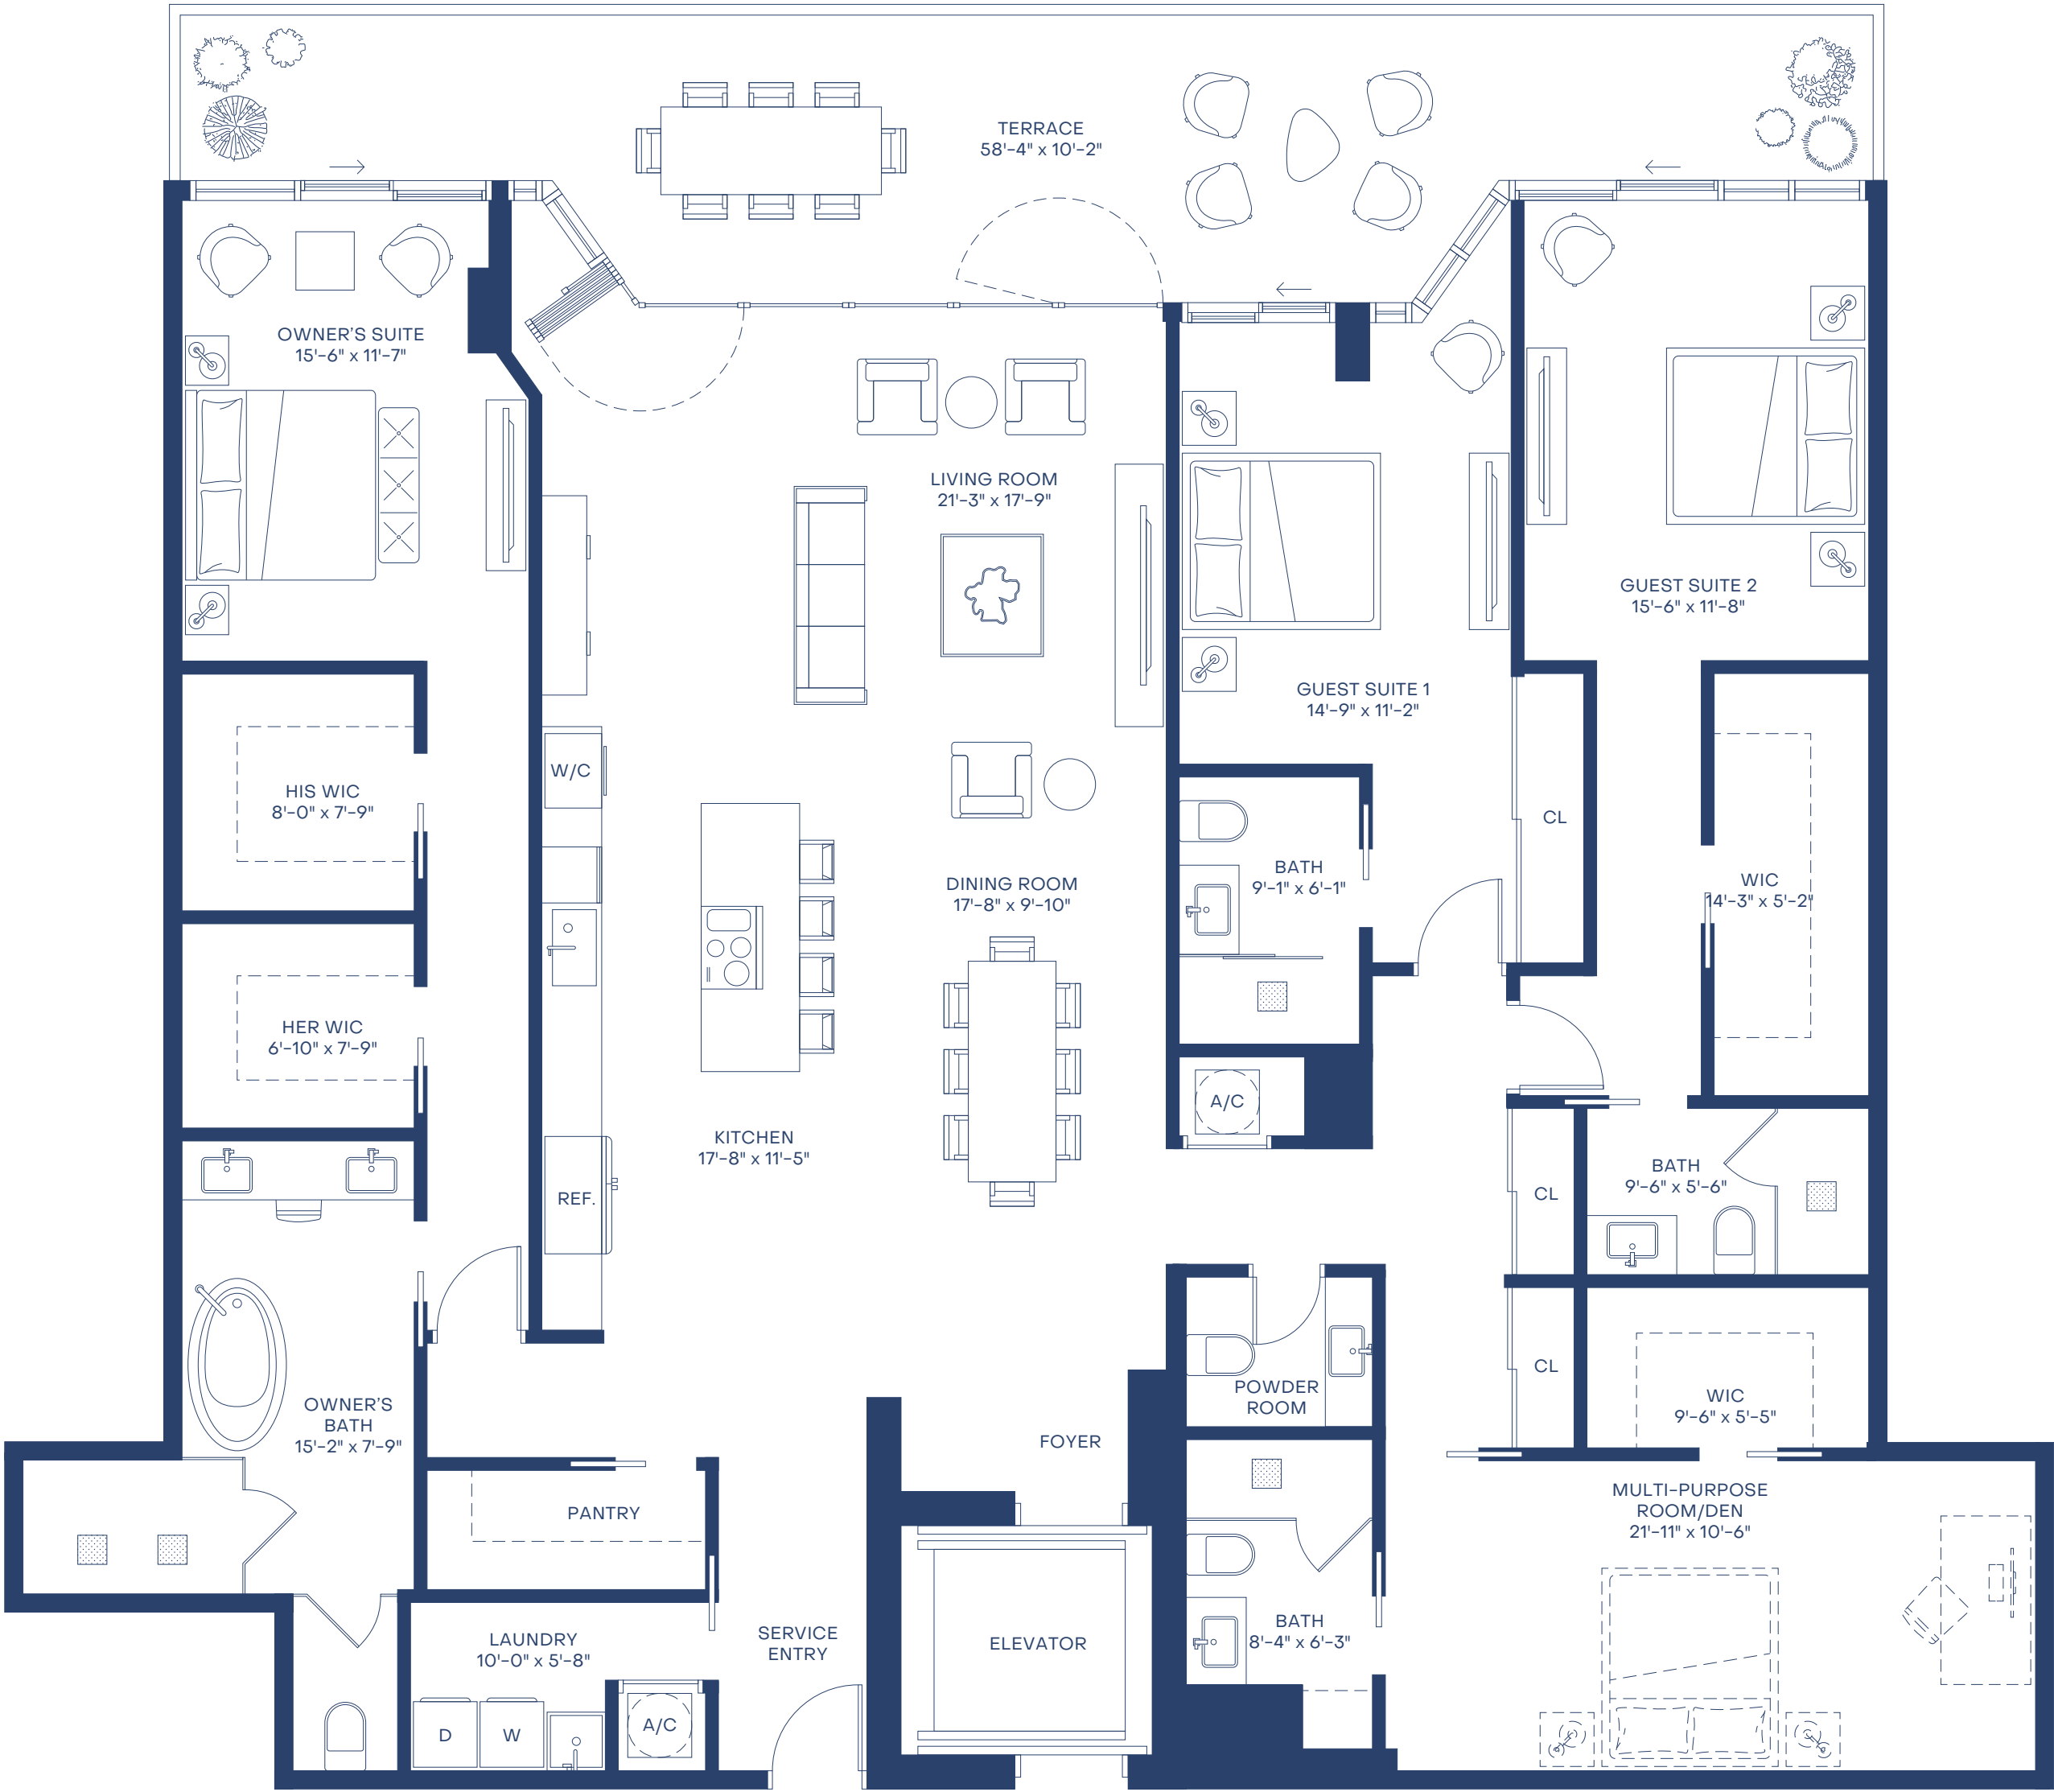 TERRACE
58'-4" x 10'-2"
OWNER'S SUITE
15'-6" x 11'-7"
LIVING ROOM
21'-3" x 17'-9"
GUEST SUITE 2
15'-6" x 11'-8"
GUEST SUITE 1
14'-9" x 11'-2"
W/C
HIS WIC
8'-0" x 7'-9"
CL
BATH
9'-1" x 6'-1"
DINING ROOM
17'-8" x 9'-10"
WIC
14'-3" x 5'-2"
HER WIC
6'-10" x 7'-9"
A/C
KITCHEN
17'-8" x 11'-5"
BATH
9'-6" x 5'-6"
REF.
CL
CL
POWDER
ROOM
WIC
9'-6" x 5'-5"
OWNER'S
BATH
15'-2" x 7'-9"
FOYER
MULTI-PURPOSE
ROOM/DEN
21'-11" x 10'-6"
PANTRY
LAUNDRY
10'-0" x 5'-8"
SERVICE
ENTRY
ELEVATOR
BATH
8'-4" x 6'-3"
D
W
A/C